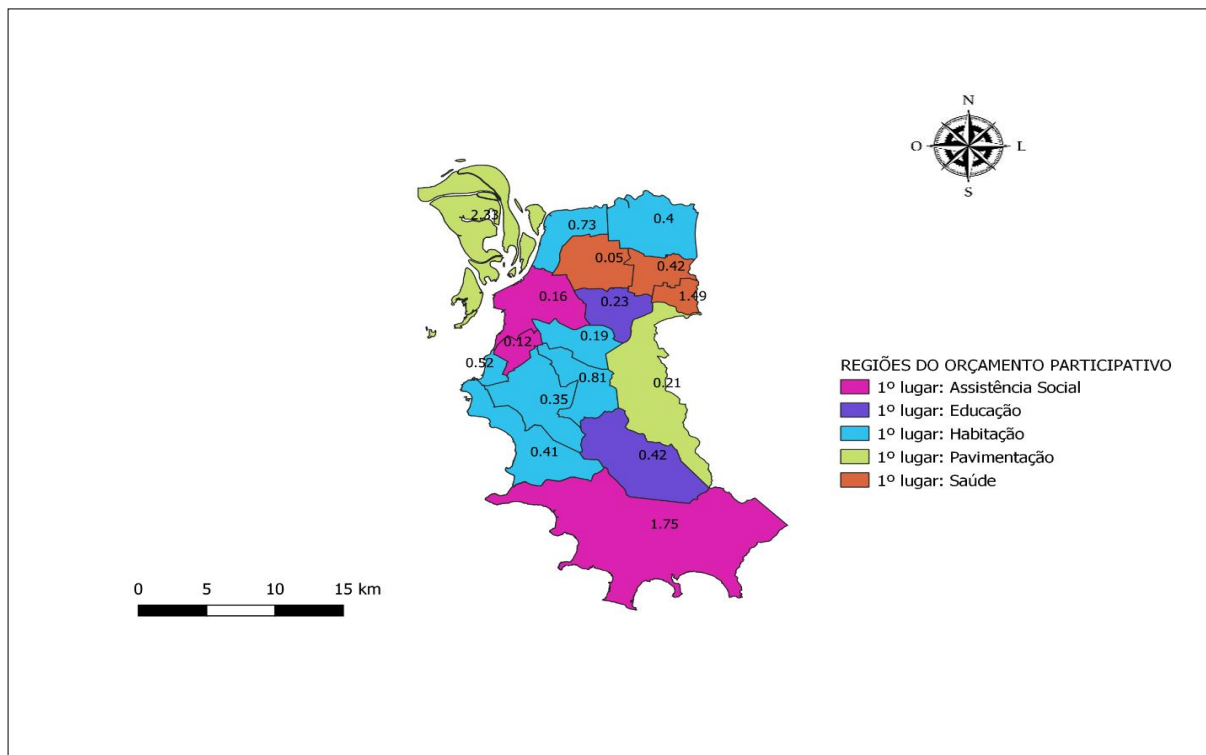 N
O L
S
2.33
0.73
0.4
0.05
0.42
1.49
0.16
0.23
0.12
0.19
0.52
0.81
0.21
0.35
0.41
0.42
1.75
REGIÕES DO ORÇAMENTO PARTICIPATIVO
1º lugar: Assistência Social
1º lugar: Educação
1º lugar: Habitação
1º lugar: Pavimentação
1º lugar: Saúde
0 5 10 15 km